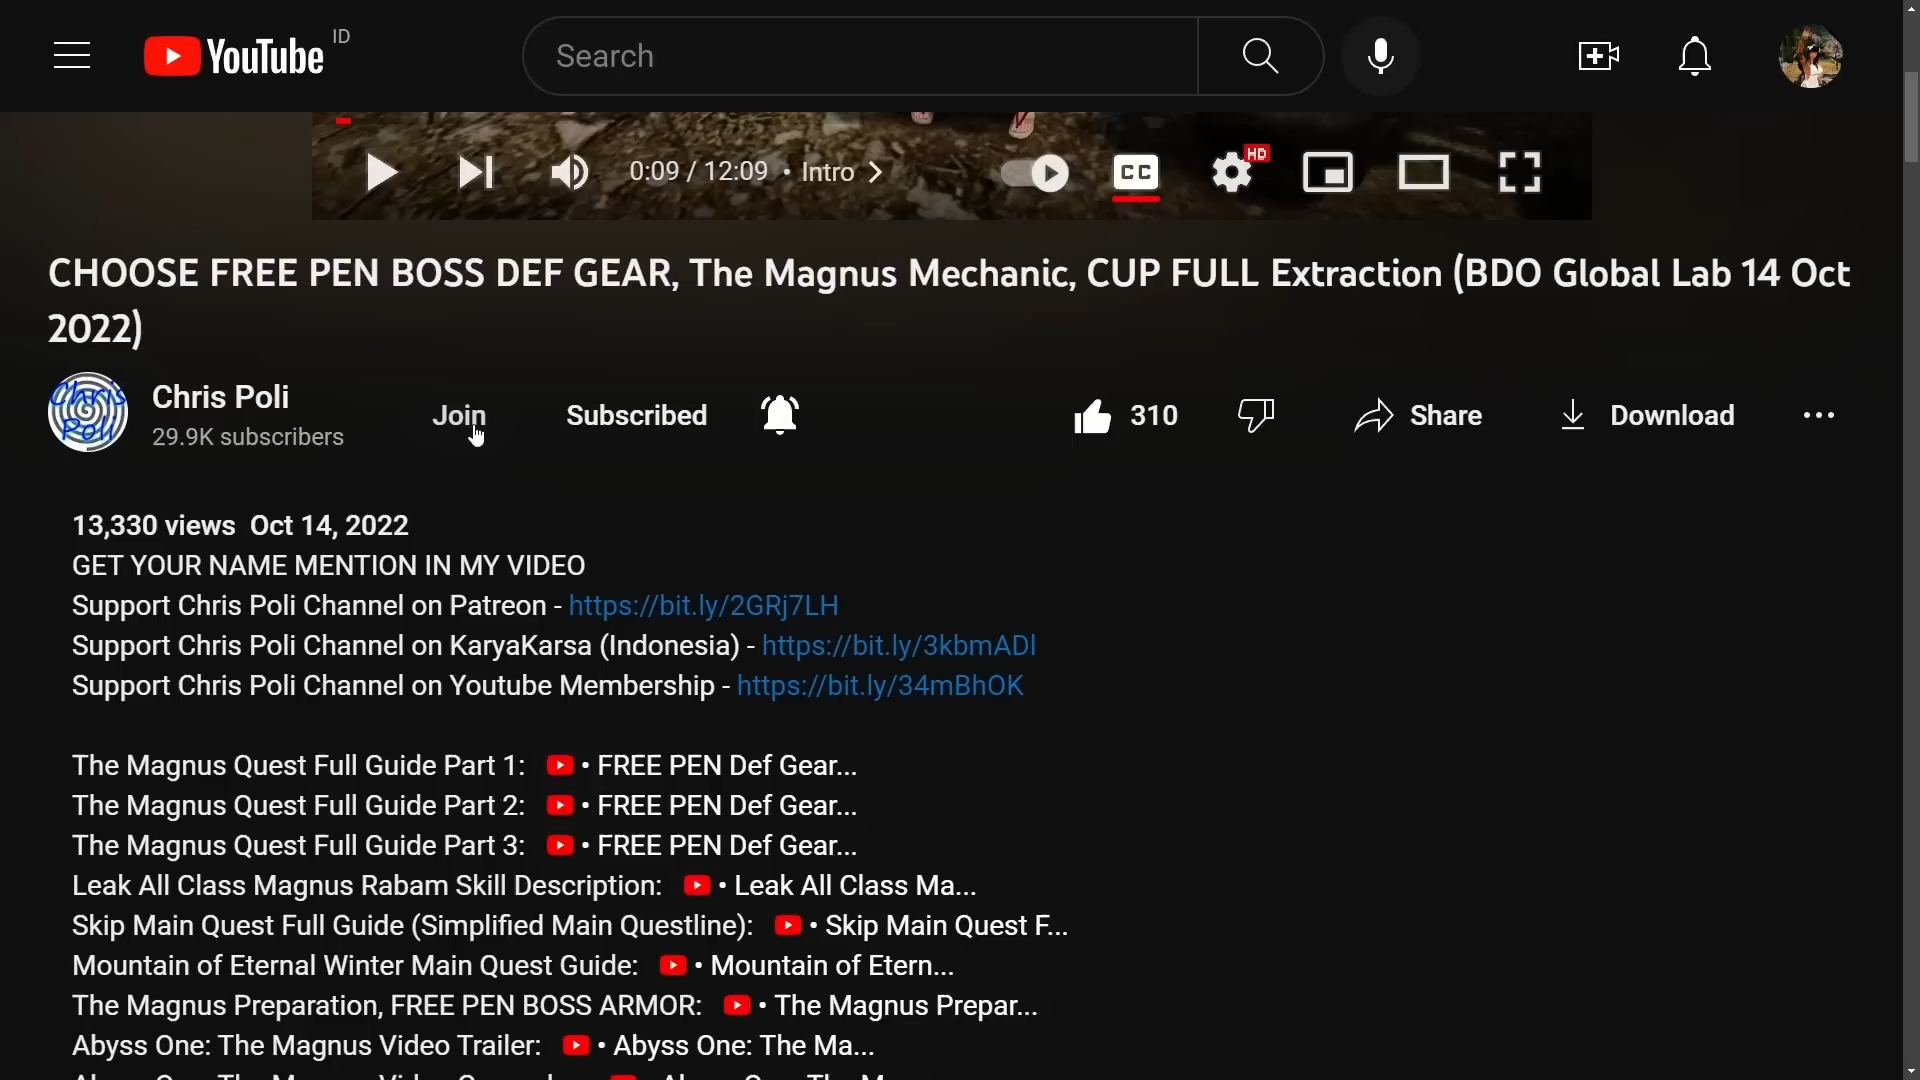 YouTube ID
Search
0:09 / 12:09 • Intro
CC
HD
CHOOSE FREE PEN BOSS DEF GEAR, The Magnus Mechanic, CUP FULL Extraction (BDO Global Lab 14 Oct
2022)
Chris Poli
Chris Poli
29.9K subscribers
Join
Subscribed
310
Share
Download
13,330 views Oct 14, 2022
GET YOUR NAME MENTION IN MY VIDEO
Support Chris Poli Channel on Patreon - https://bit.ly/2GRj7LH
Support Chris Poli Channel on KaryaKarsa (Indonesia) - https://bit.ly/3kbmADl
Support Chris Poli Channel on Youtube Membership - https://bit.ly/34mBhOK
The Magnus Quest Full Guide Part 1: • FREE PEN Def Gear...
The Magnus Quest Full Guide Part 2: • FREE PEN Def Gear...
The Magnus Quest Full Guide Part 3: • FREE PEN Def Gear...
Leak All Class Magnus Rabam Skill Description: • Leak All Class Ma...
Skip Main Quest Full Guide (Simplified Main Questline): • Skip Main Quest F...
Mountain of Eternal Winter Main Quest Guide: • Mountain of Etern...
The Magnus Preparation, FREE PEN BOSS ARMOR: • The Magnus Prepar...
Abyss One: The Magnus Video Trailer: • Abyss One: The Ma...